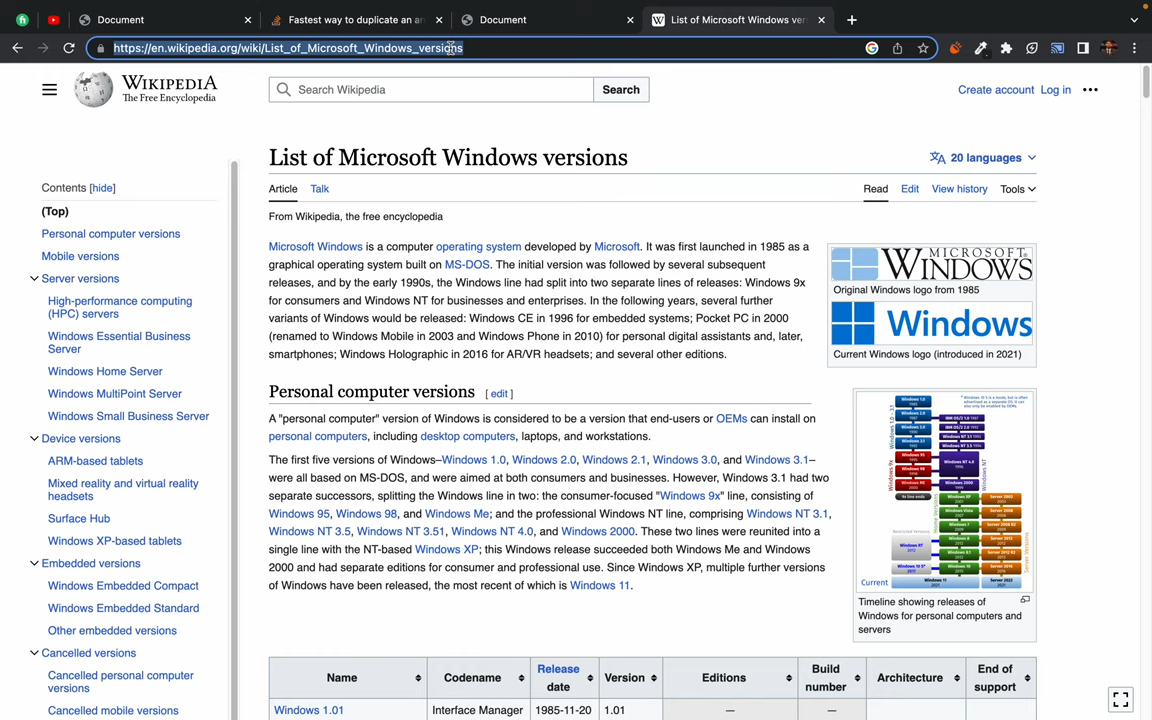 Document
Fastest way to duplicate an ar
Document
List of Microsoft Windows ver
https://en.wikipedia.org/wiki/List_of_Microsoft_Windows_versions
WIKIPEDIA
The Free Encyclopedia
Search Wikipedia
Search
Create account Log in
List of Microsoft Windows versions
20 languages
Article Talk
Read Edit View history Tools
From Wikipedia, the free encyclopedia
Contents [hide]
(Top)
Personal computer versions
Mobile versions
Server versions
High-performance computing
(HPC) servers
Windows Essential Business
Server
Windows Home Server
Windows MultiPoint Server
Windows Small Business Server
Device versions
ARM-based tablets
Mixed reality and virtual reality
headsets
Surface Hub
Windows XP-based tablets
Embedded versions
Windows Embedded Compact
Windows Embedded Standard
Other embedded versions
Cancelled versions
Cancelled personal computer
versions
Cancelled mobile versions
Microsoft Windows is a computer operating system developed by Microsoft. It was first launched in 1985 as a
graphical operating system built on MS-DOS. The initial version was followed by several subsequent
releases, and by the early 1990s, the Windows line had split into two separate lines of releases: Windows 9x
for consumers and Windows NT for businesses and enterprises. In the following years, several further
variants of Windows would be released: Windows CE in 1996 for embedded systems; Pocket PC in 2000
(renamed to Windows Mobile in 2003 and Windows Phone in 2010) for personal digital assistants and, later,
smartphones; Windows Holographic in 2016 for AR/VR headsets; and several other editions.
MICROSOFT
WINDOWS
Original Windows logo from 1985
Windows
Current Windows logo (introduced in 2021)
Personal computer versions [ edit ]
A "personal computer" version of Windows is considered to be a version that end-users or OEMs can install on
personal computers, including desktop computers, laptops, and workstations.
The first five versions of Windows–Windows 1.0, Windows 2.0, Windows 2.1, Windows 3.0, and Windows 3.1–
were all based on MS-DOS, and were aimed at both consumers and businesses. However, Windows 3.1 had two
separate successors, splitting the Windows line in two: the consumer-focused "Windows 9x" line, consisting of
Windows 95, Windows 98, and Windows Me; and the professional Windows NT line, comprising Windows NT 3.1,
Windows NT 3.5, Windows NT 3.51, Windows NT 4.0, and Windows 2000. These two lines were reunited into a
single line with the NT-based Windows XP; this Windows release succeeded both Windows Me and Windows
2000 and had separate editions for consumer and professional use. Since Windows XP, multiple further versions
of Windows have been released, the most recent of which is Windows 11.
Current
Timeline showing releases of
Windows for personal computers and
servers
Name Codename Release date Version Editions Build number Architecture End of support
Windows 1.01 Interface Manager 1985-11-20 1.01 — —